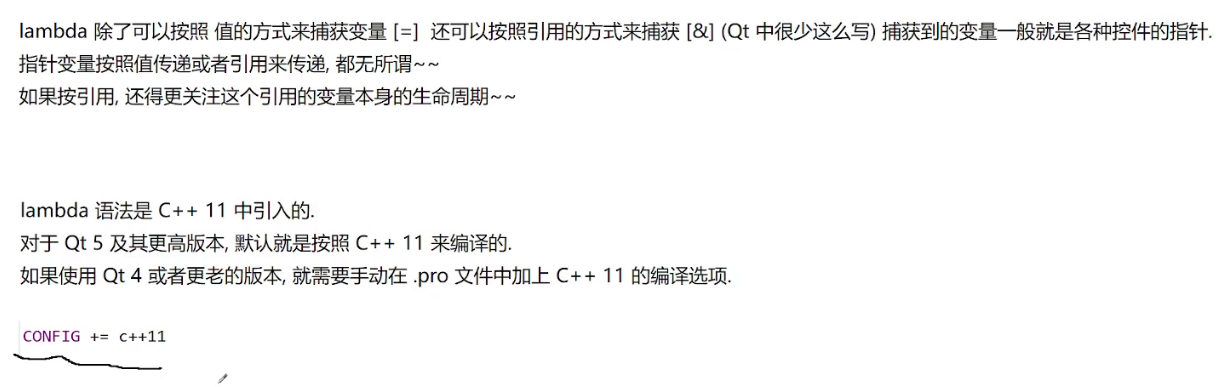 lambda 除了可以按照 值的方式来捕获变量 [=] 还可以按照引用的方式来捕获 [&] (Qt 中很少这么写) 捕获到的变量一般就是各种控件的指针.
指针变量按照值传递或者引用来传递, 都无所谓~~
如果按引用, 还得更关注这个引用的变量本身的生命周期~~
lambda 语法是 C++ 11 中引入的.
对于 Qt 5 及其更高版本, 默认就是按照 C++ 11 来编译的.
如果使用 Qt 4 或者更老的版本, 就需要手动在 .pro 文件中加上 C++ 11 的编译选项.
CONFIG += c++11